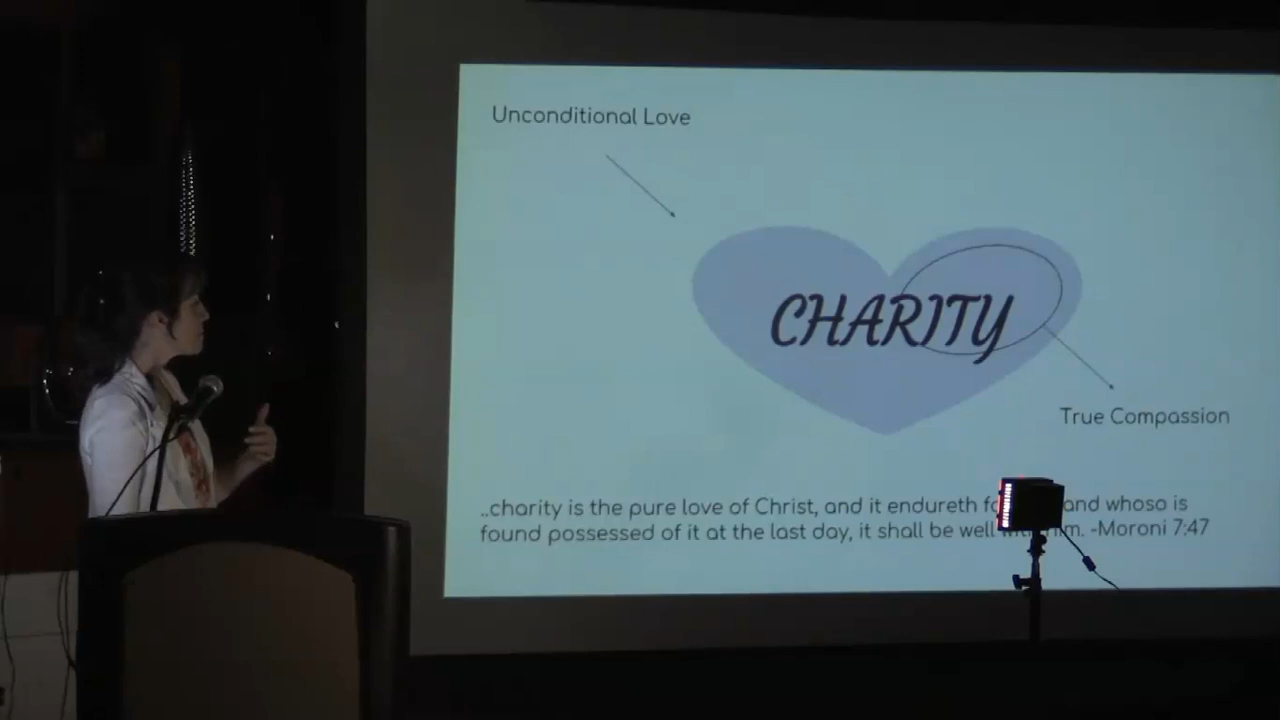 Unconditional Love
CHARITY
True Compassion
..charity is the pure love of Christ, and it endureth and whoso is
found possessed of it at the last day, it shall be well him. -Moroni 7:47